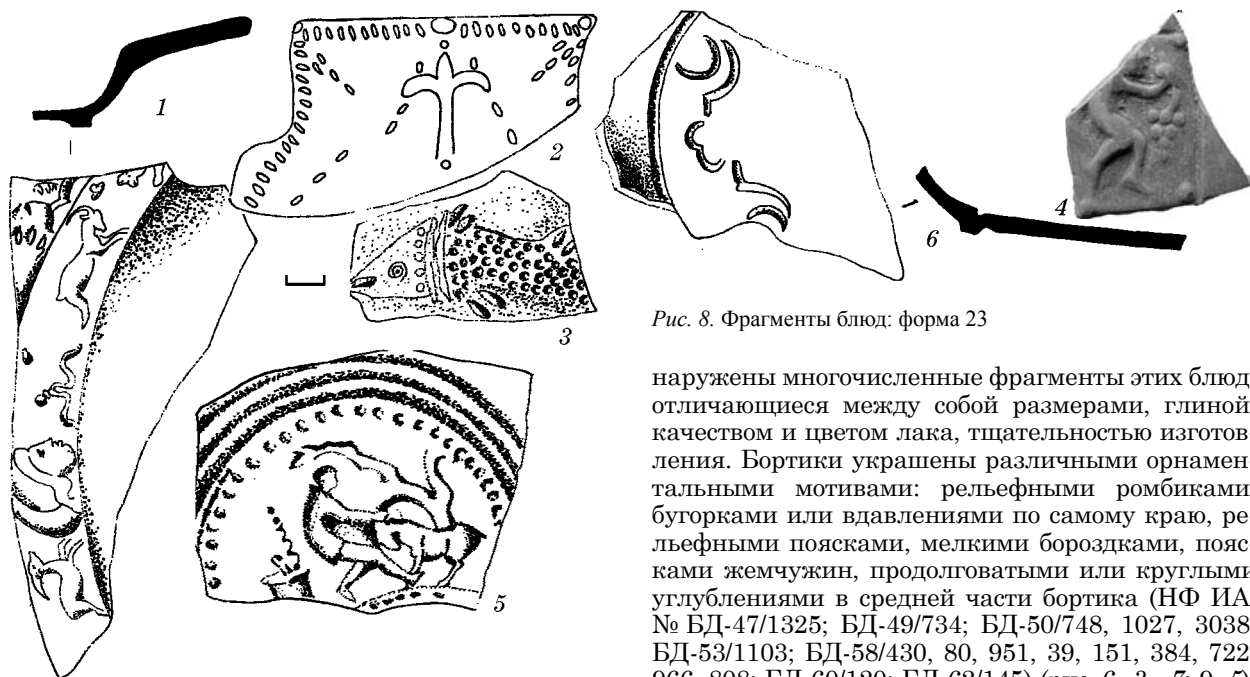 1
2
3
4
5
6
Рис. 8. Фрагменты блюд: форма 23
наружены многочисленные фрагменты этих блюд
отличающиеся между собой размерами, глиной
качеством и цветом лака, тщательностью изготов
ления. Бортики украшены различными орнамен-
тальными мотивами: рельефными ромбиками
бугорками или вдавлениями по самому краю, ре-
льефными поясками, мелкими бороздками, пояс-
ками жемчужин, продолговатыми или круглыми
углублениями в средней части бортика (НФ ИА
№ БД-47/1325; БД-49/734; БД-50/748, 1027, 3038
БД-53/1103; БД-58/430, 80, 951, 39, 151, 384, 722